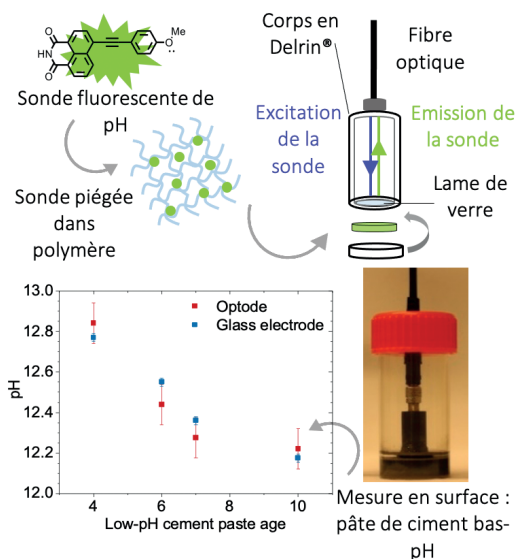 O
Me
O
HN
O
Sonde fluorescente de
pH
Sonde piégée
dans
polymère
Corps en
Delrin®
Fibre
optique
Excitation
de la
sonde
Emission de
la sonde
Lame de
verre
13.0
12.8
12.6
12.4
12.2
12.0
pH
Optode
Glass electrode
4
6
7
8
10
Low-pH cement paste age
Mesure en surface :
pâte de ciment bas-
pH